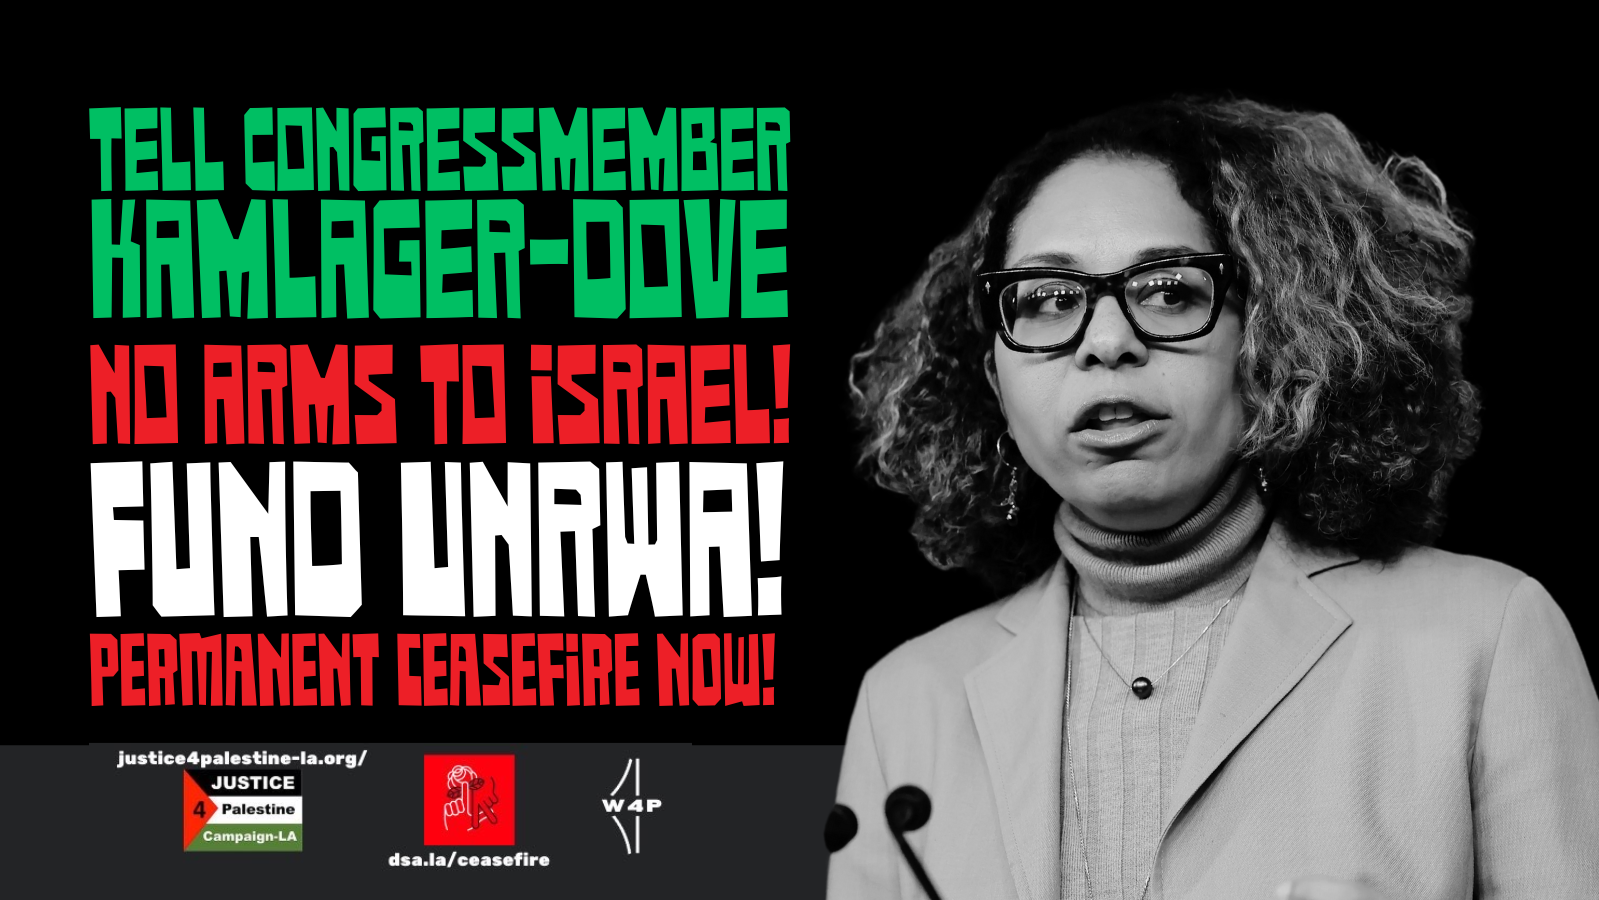 TELL CONGRESSMEMBER
KAMLAGER-DOVE
NO ARMS TO iSRAEL!
FUND UNRWA!
PERMANENT CEASEFiRE NOW!
justice4palestine-la.org/
JUSTICE
4 Palestine
Campaign-LA
dsa.la/ceasefire
W4P